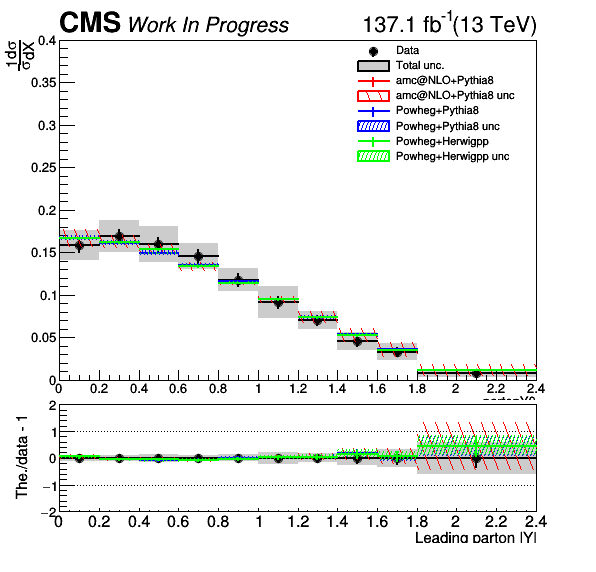 CMS Work In Progress 137.1 fb⁻¹(13 TeV)
1 dσ
σ dX
0.4
0.35
0.3
0.25
0.2
0.15
0.1
0.05
0
Data
Total unc.
amc@NLO+Pythia8
amc@NLO+Pythia8 unc
Powheg+Pythia8
Powheg+Pythia8 unc
Powheg+Herwigpp
Powheg+Herwigpp unc
0 0.2 0.4 0.6 0.8 1 1.2 1.4 1.6 1.8 2 2.2 2.4
The./data - 1
2
1
0
−1
−2
0 0.2 0.4 0.6 0.8 1 1.2 1.4 1.6 1.8 2 2.2 2.4
Leading parton |Y|